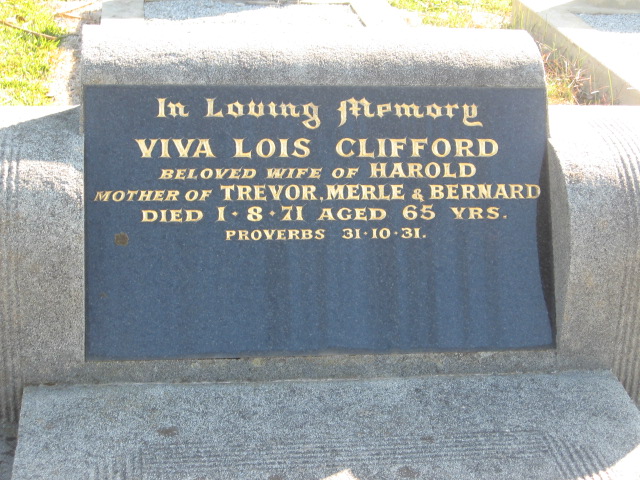 In Loving Memory
VIVA LOIS CLIFFORD
BELOVED WIFE OF HAROLD
MOTHER OF TREVOR, MERLE & BERNARD
DIED 1·8·71 AGED 65 YRS.
PROVERBS 31·10·31.